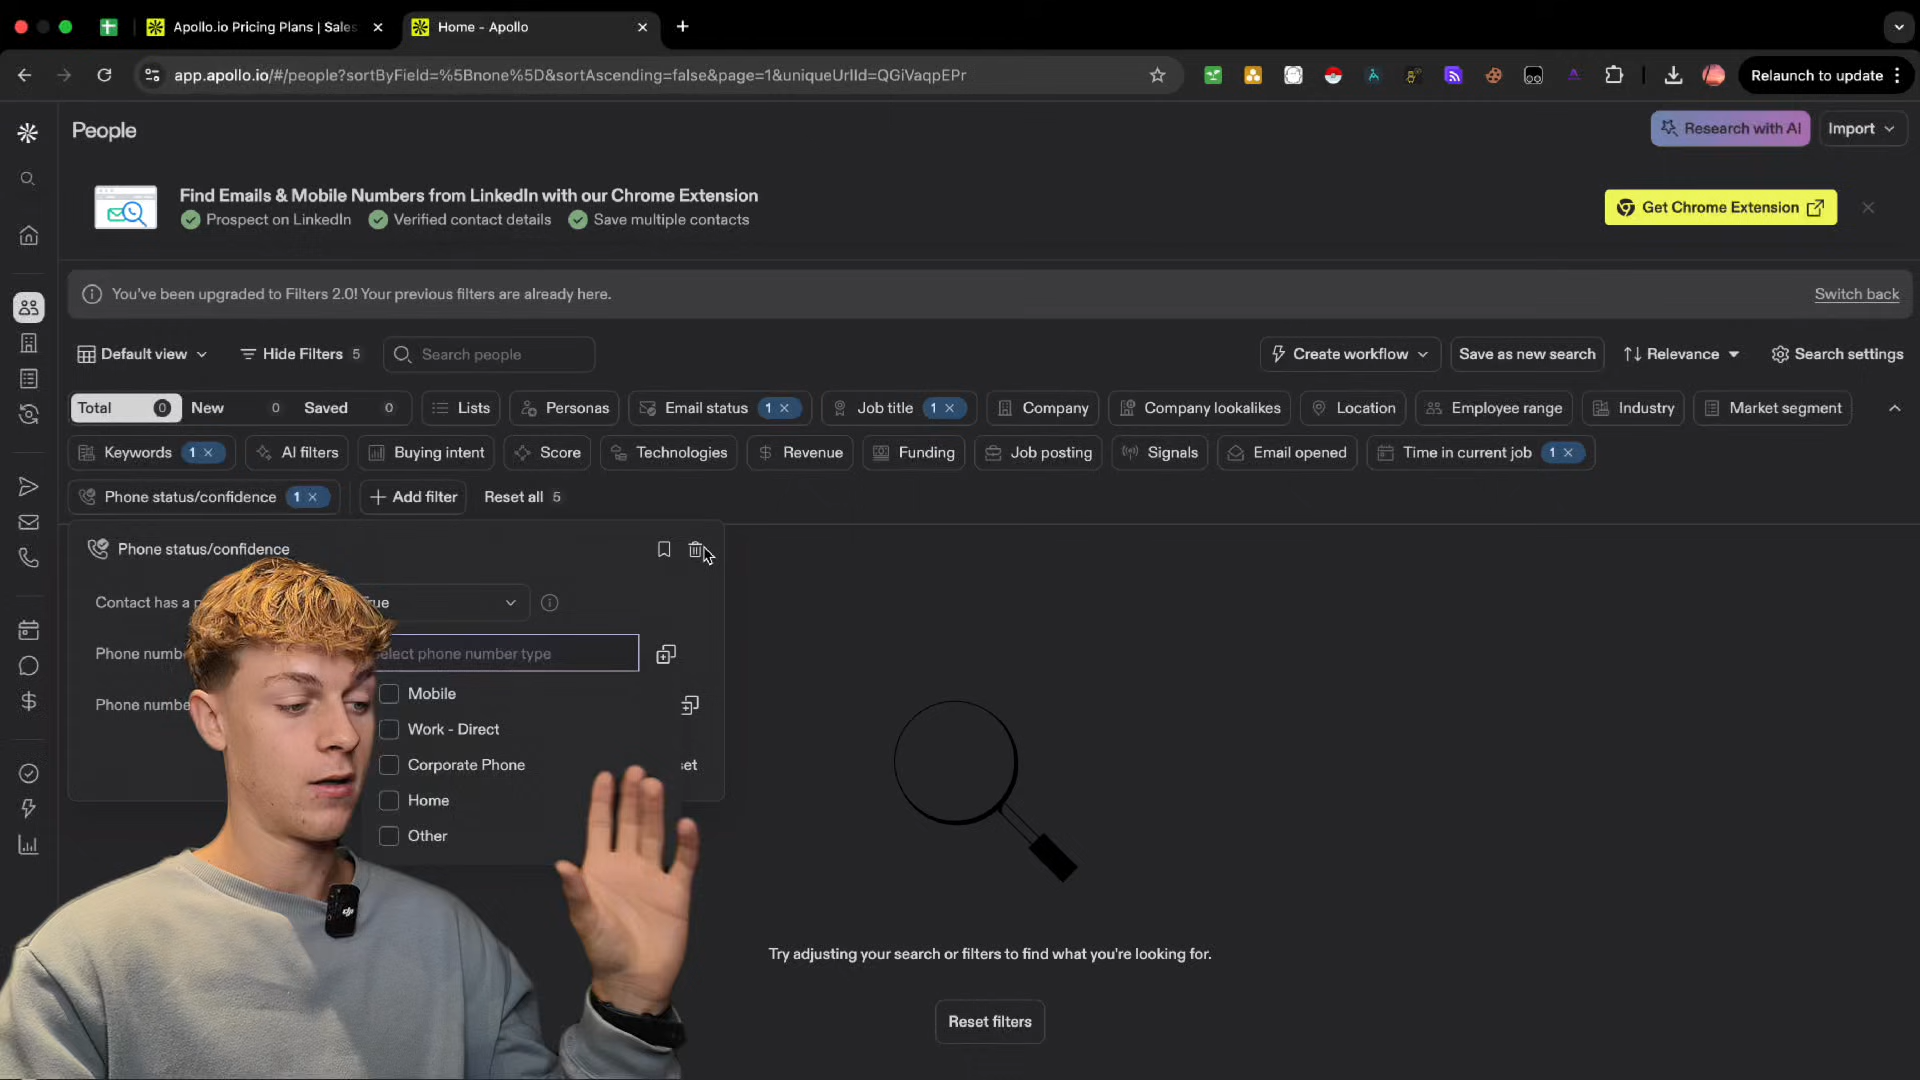 Apollo.io Pricing Plans | Sales
Home - Apollo
app.apollo.io/#/people?sortByField=%5Bnone%5D&sortAscending=false&page=1&uniqueUrlId=QGiVaqpEPr
Relaunch to update
People
Research with AI
Import
Find Emails & Mobile Numbers from LinkedIn with our Chrome Extension
Prospect on LinkedIn Verified contact details Save multiple contacts
Get Chrome Extension
You've been upgraded to Filters 2.0! Your previous filters are already here.
Switch back
Default view Hide Filters 5 Search people Create workflow Save as new search Relevance Search settings
Total 0 New 0 Saved 0 Lists Personas Email status 1 Job title 1 Company Company lookalikes Location Employee range Industry Market segment
Keywords 1 AI filters Buying intent Score Technologies Revenue Funding Job posting Signals Email opened Time in current job 1
Phone status/confidence 1 Add filter Reset all 5
Phone status/confidence
Contact has a
phone number type
Mobile
Work - Direct
Corporate Phone
Home
Other
Try adjusting your search or filters to find what you're looking for.
Reset filters